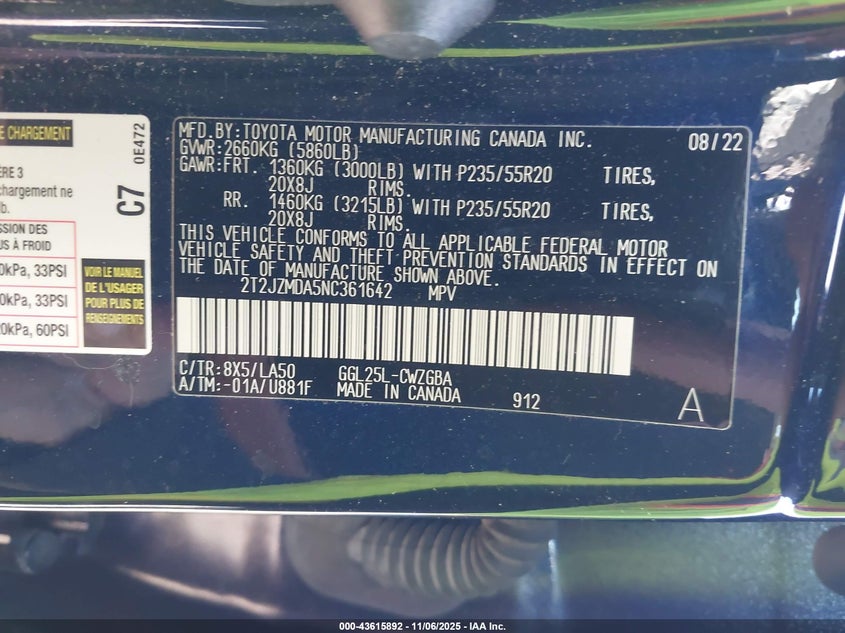 E CHARGEMENT
ÈRE 3
chargement ne
lb.
SSION DES
US À FROID
0kPa, 33PSI
0kPa, 33PSI
20kPa, 60PSI
VOIR LE MANUEL
DE L'USAGER
POUR PLUS DE
RENSEIGNEMENTS
C7
0E472
MFD.BY:TOYOTA MOTOR MANUFACTURING CANADA INC. 08/22
GVWR:2660KG (5860LB)
GAWR:FRT. 1360KG (3000LB) WITH P235/55R20 TIRES,
20X8J RIMS.
RR. 1460KG (3215LB) WITH P235/55R20 TIRES,
20X8J RIMS.
THIS VEHICLE CONFORMS TO ALL APPLICABLE FEDERAL MOTOR
VEHICLE SAFETY AND THEFT PREVENTION STANDARDS IN EFFECT ON
THE DATE OF MANUFACTURE SHOWN ABOVE.
2T2JZMDA5NC361642 MPV
C/TR:8X5/LA50 GGL25L-CWZGBA
A/TM:-01A/U881F MADE IN CANADA 912 A
000-43615892 - 11/06/2025 - IAA Inc.